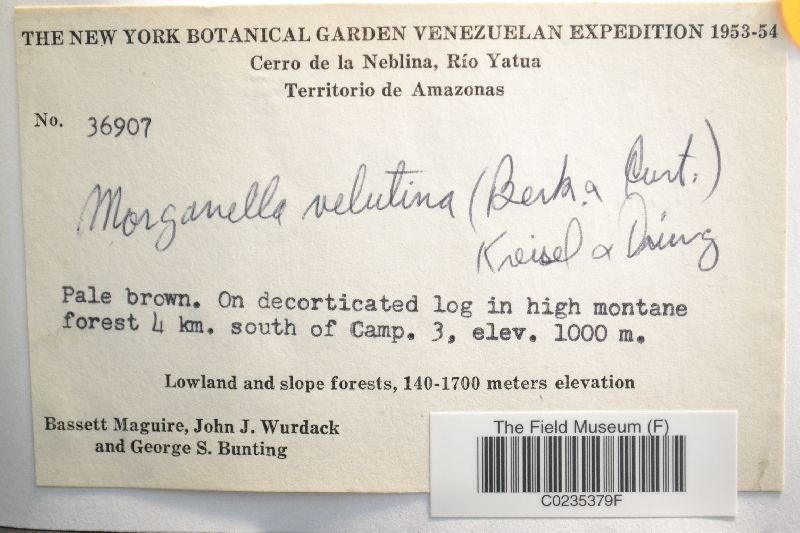 THE NEW YORK BOTANICAL GARDEN VENEZUELAN EXPEDITION 1953-54
Cerro de la Neblina, Río Yatua
Territorio de Amazonas
No. 36907
Morganella velutina (Berk. & Curt.)
Kreisel & Dring
Pale brown. On decorticated log in high montane
forest 4 km. south of Camp. 3, elev. 1000 m.
Lowland and slope forests, 140-1700 meters elevation
Bassett Maguire, John J. Wurdack
and George S. Bunting
The Field Museum (F)
C0235379F